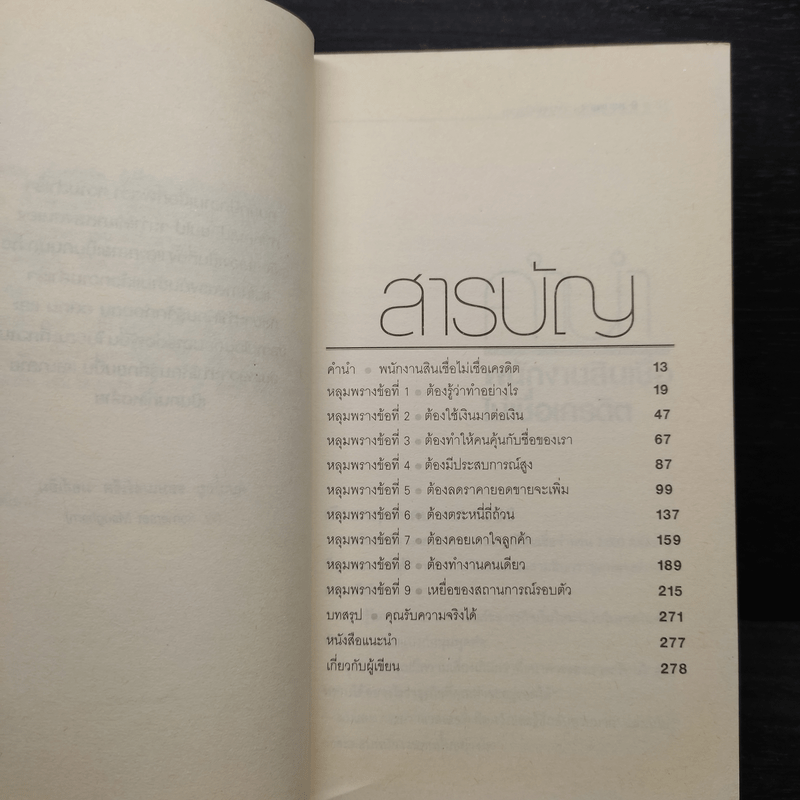 สารบัญ
คำนำ ● พนักงานสินเชื่อไม่เชื่อเครดิต 13
หลุมพรางข้อที่ 1 ● ต้องรู้ว่าทำอย่างไร 19
หลุมพรางข้อที่ 2 ● ต้องใช้เงินมาต่อเงิน 47
หลุมพรางข้อที่ 3 ● ต้องทำให้คนคุ้นกับชื่อของเรา 67
หลุมพรางข้อที่ 4 ● ต้องมีประสบการณ์สูง 87
หลุมพรางข้อที่ 5 ● ต้องลดราคายอดขายจะเพิ่ม 99
หลุมพรางข้อที่ 6 ● ต้องตระหนี่ถี่ถ้วน 137
หลุมพรางข้อที่ 7 ● ต้องคอยเดาใจลูกค้า 159
หลุมพรางข้อที่ 8 ● ต้องทำงานคนเดียว 189
หลุมพรางข้อที่ 9 ● เหยื่อของสถานการณ์รอบตัว 215
บทสรุป ● คุณรับความจริงได้ 271
หนังสือแนะนำ 277
เกี่ยวกับผู้เขียน 278